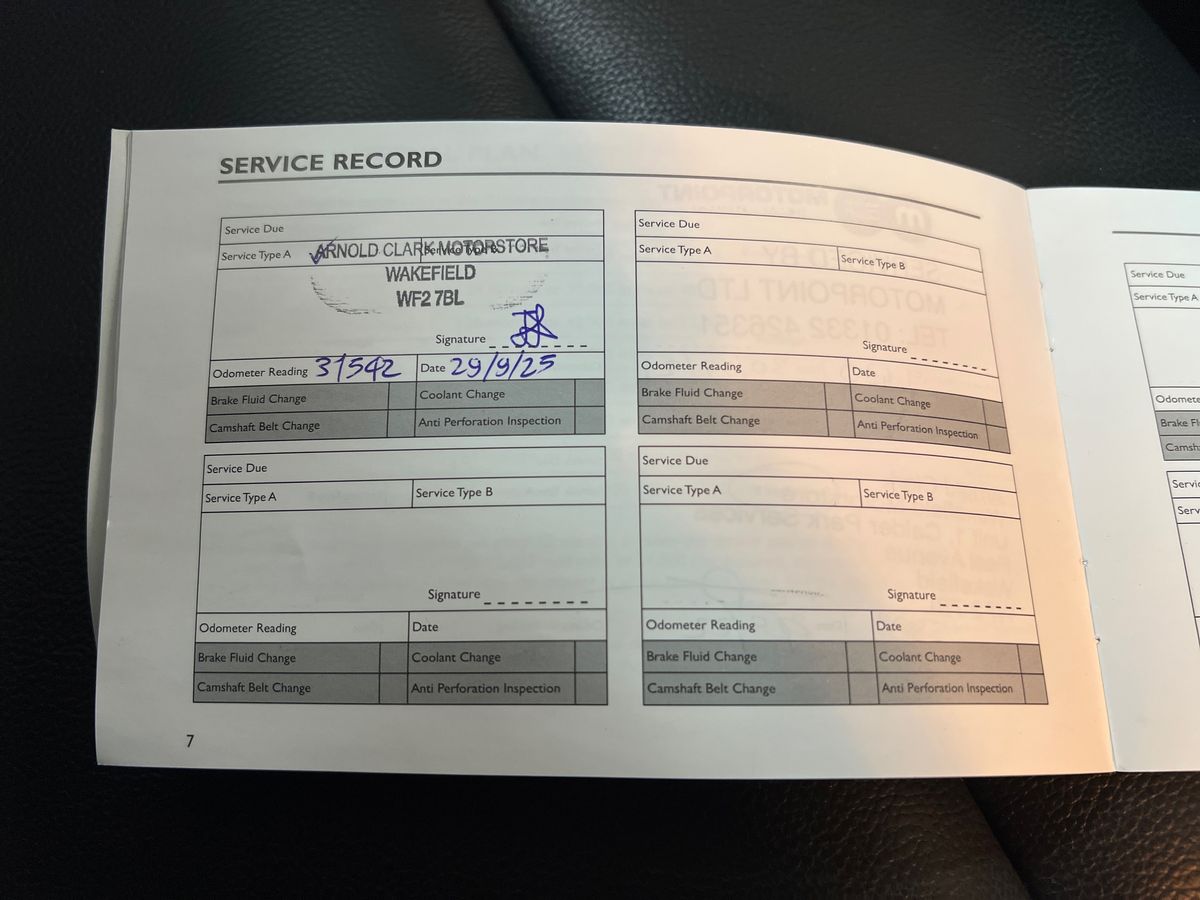 SERVICE RECORD
Service Due
Service Type A ✓ Service Type B
ARNOLD CLARK MOTORSTORE
WAKEFIELD
WF2 7BL
Signature
Odometer Reading 31542 Date 29/9/25
Brake Fluid Change Coolant Change
Camshaft Belt Change Anti Perforation Inspection
Service Due
Service Type A Service Type B
Signature
Odometer Reading Date
Brake Fluid Change Coolant Change
Camshaft Belt Change Anti Perforation Inspection
Service Due
Service Type A Service Type B
Signature
Odometer Reading Date
Brake Fluid Change Coolant Change
Camshaft Belt Change Anti Perforation Inspection
Service Due
Service Type A Service Type B
Signature
Odometer Reading Date
Brake Fluid Change Coolant Change
Camshaft Belt Change Anti Perforation Inspection
7
Service Due
Service Type A